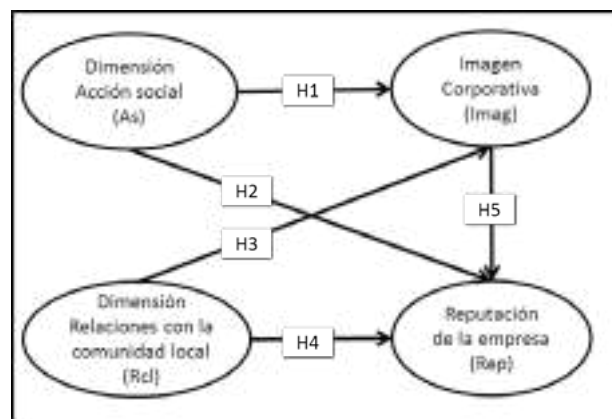 Dimensión
Acción social
(As)
H1
Imagen
Corporativa
(Imag)
H2
H3
H5
Dimensión
Relaciones con la
comunidad local
(Rcl)
H4
Reputación
de la empresa
(Rep)